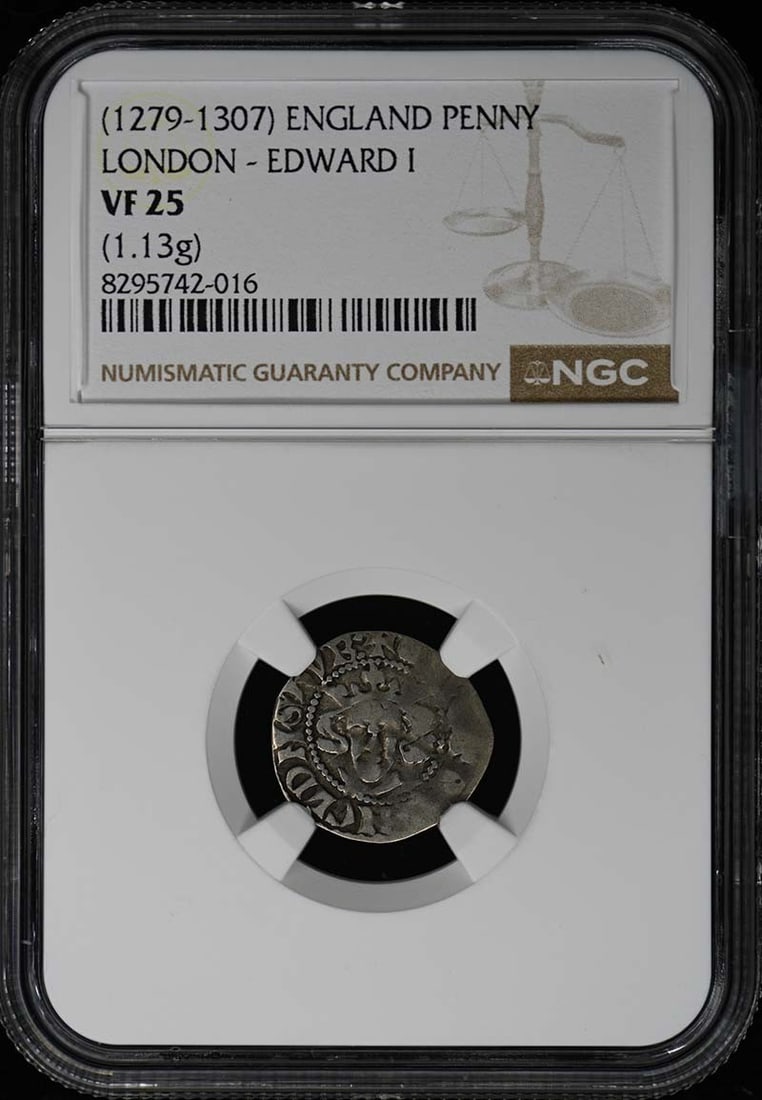 (1279-1307) ENGLAND PENNY
LONDON - EDWARD I
VF 25
(1.13g)
8295742-016
NUMISMATIC GUARANTY COMPANY
NGC